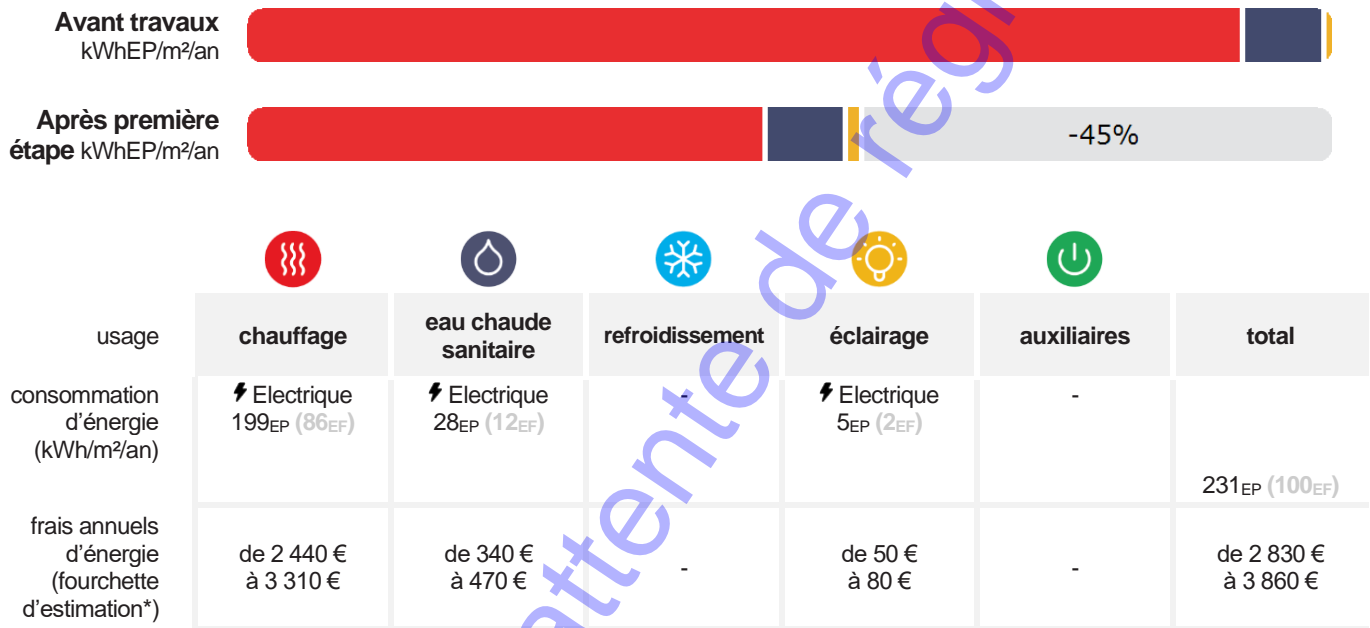 Avant travaux
kWhEP/m²/an
Après première
étape kWhEP/m²/an
-45%
usage chauffage eau chaude sanitaire refroidissement éclairage auxiliaires total
consommation d'énergie (kWh/m²/an)
Electrique
199EP (86EF)
Electrique
28EP (12EF)
-
Electrique
5EP (2EF)
-
231EP (100EF)
frais annuels
d'énergie
(fourchette
d'estimation*)
de 2 440 €
à 3 310 €
de 340 €
à 470 €
-
de 50 €
à 80 €
-
de 2 830 €
à 3 860 €
attente de rég